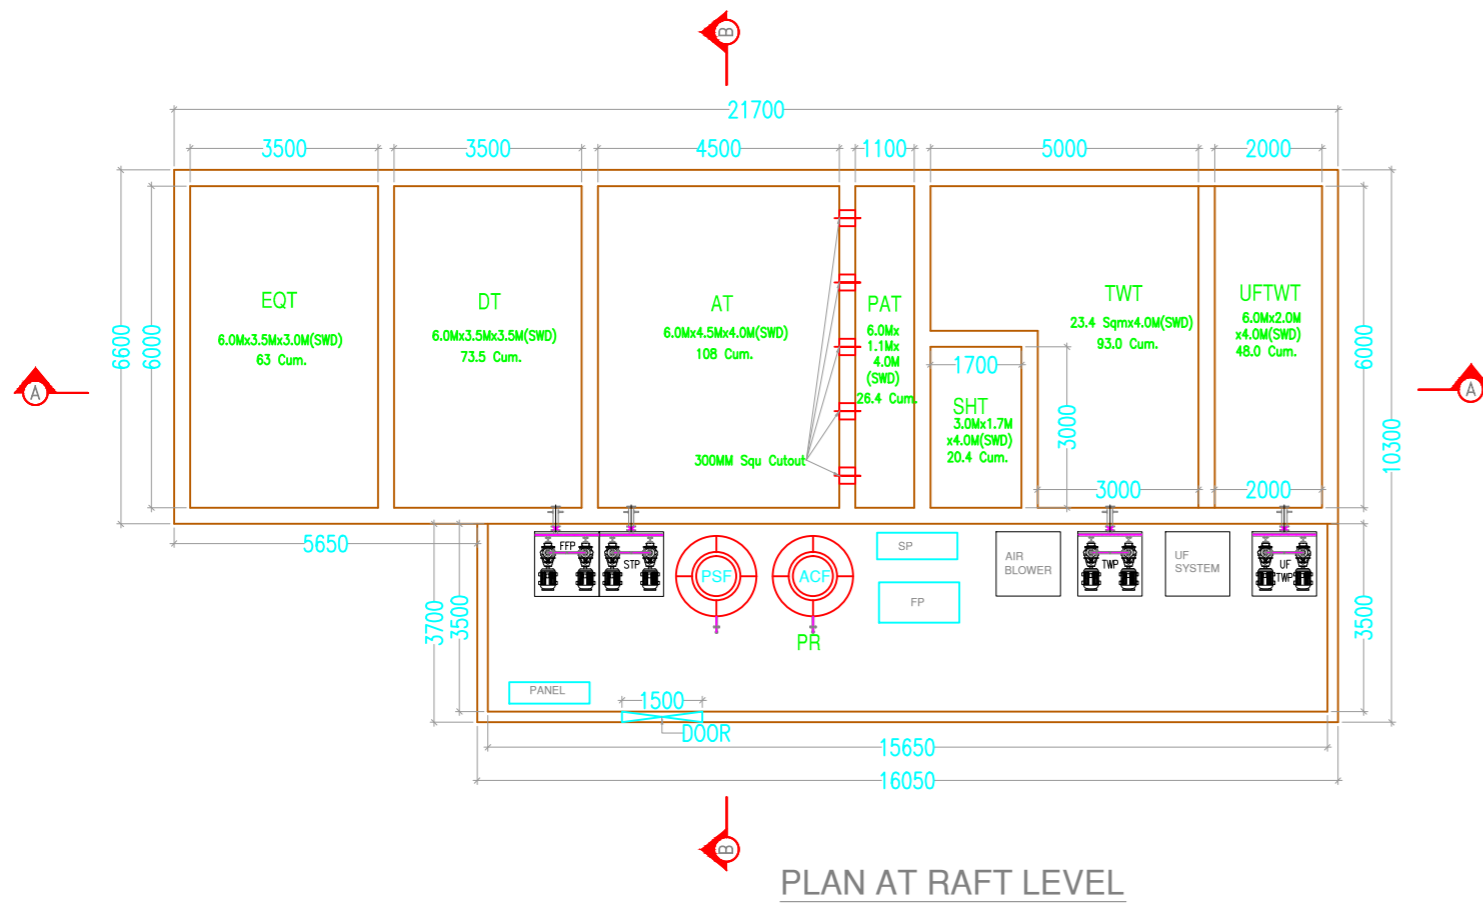 B
21700
3500
3500
4500
1100
5000
2000
6600
6000
EQT
6.0Mx3.5Mx3.0M(SWD)
63 Cum.
DT
6.0Mx3.5Mx3.5M(SWD)
73.5 Cum.
AT
6.0Mx4.5Mx4.0M(SWD)
108 Cum.
PAT
6.0Mx
1.1Mx
4.0M
(SWD)
26.4 Cum.
TWT
23.4 Sqmx4.0M(SWD)
93.0 Cum.
UFTWT
6.0Mx2.0M
x4.0M(SWD)
48.0 Cum.
6000
10300
A
A
1700
SHT
3.0Mx1.7M
x4.0M(SWD)
20.4 Cum.
3000
300MM Squ Cutout
3000
2000
5650
FFP
STP
PSF
ACF
PR
SP
FP
AIR
BLOWER
TWP
UF
SYSTEM
UF
TWP
3700
3500
3500
PANEL
1500
DOOR
15650
16050
B
PLAN AT RAFT LEVEL